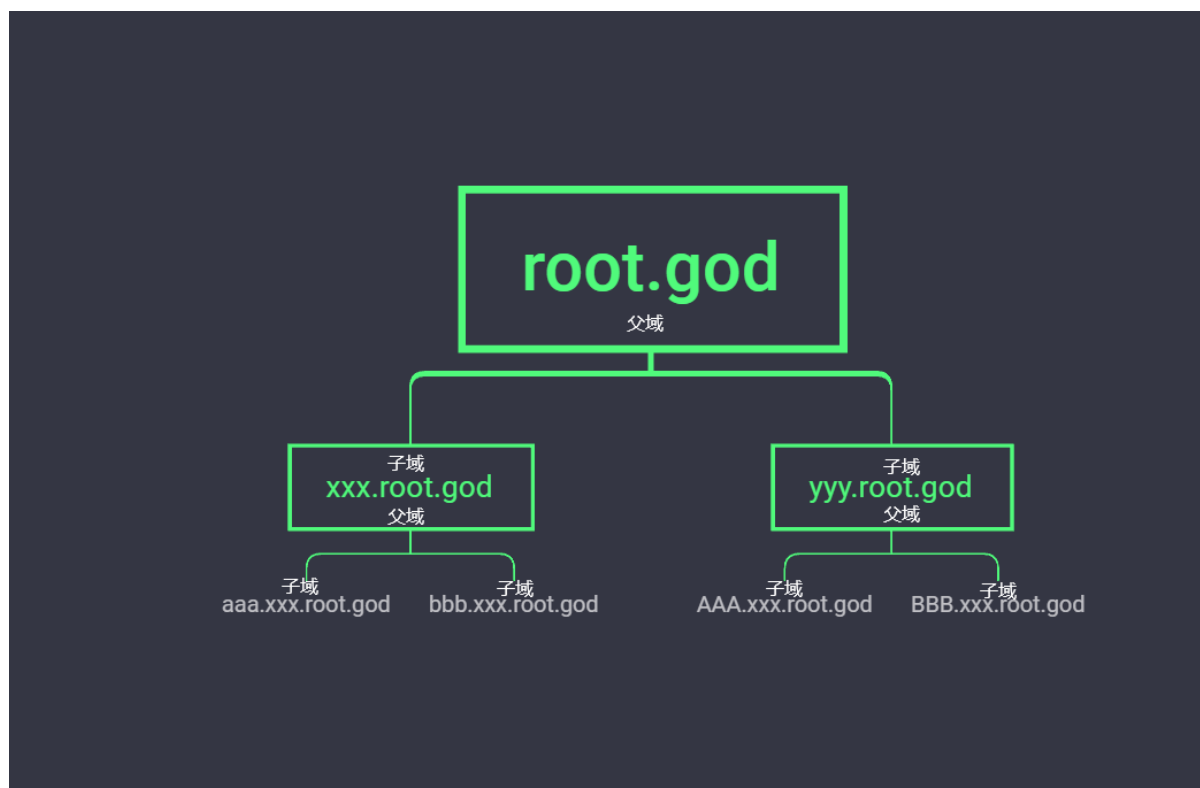 root.god
父域
子域
xxx.root.god
父域
子域
yyy.root.god
父域
子域
aaa.xxx.root.god
子域
bbb.xxx.root.god
子域
AAA.xxx.root.god
子域
BBB.xxx.root.god